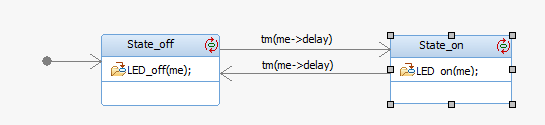 State_off
tm(me->delay)
State_on
LED_off(me);
tm(me->delay)
LED_on(me);